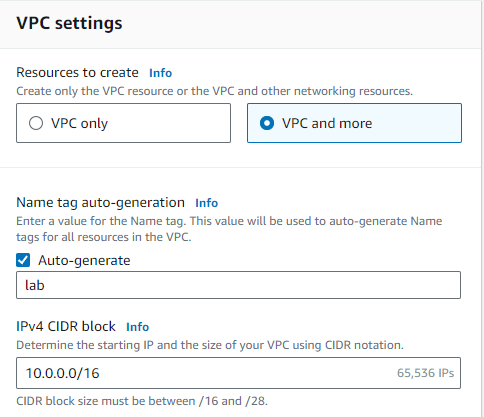 VPC settings
Resources to create Info
Create only the VPC resource or the VPC and other networking resources.
VPC only
VPC and more
Name tag auto-generation Info
Enter a value for the Name tag. This value will be used to auto-generate Name
tags for all resources in the VPC.
Auto-generate
lab
IPv4 CIDR block Info
Determine the starting IP and the size of your VPC using CIDR notation.
10.0.0.0/16 65,536 IPs
CIDR block size must be between /16 and /28.